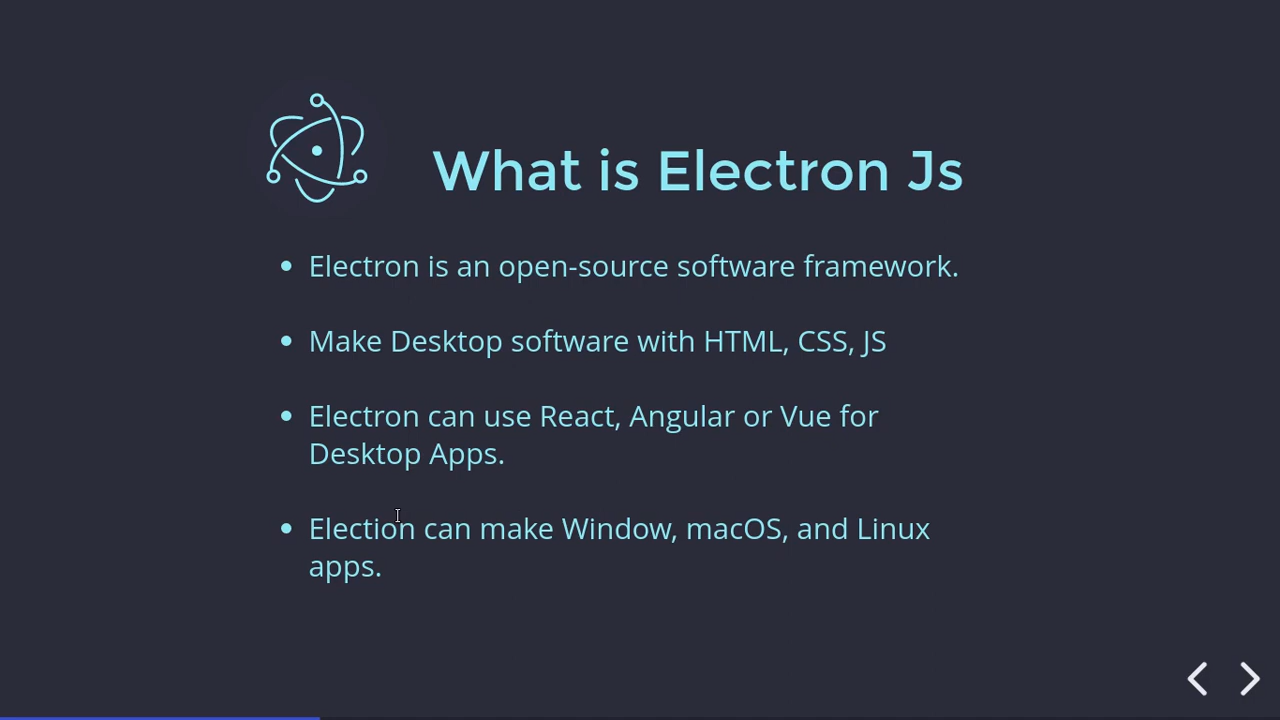 What is Electron Js
• Electron is an open-source software framework.
• Make Desktop software with HTML, CSS, JS
• Electron can use React, Angular or Vue for
Desktop Apps.
• Election can make Window, macOS, and Linux
apps.